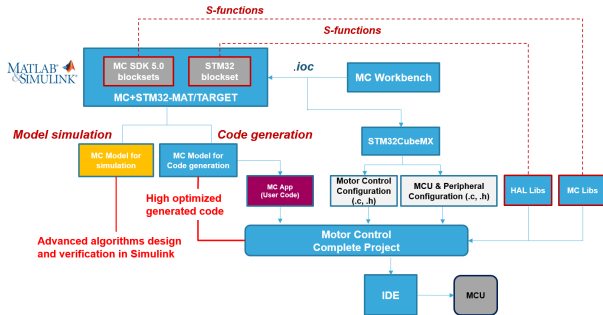 S-functions
S-functions
MATLAB
&SIMULINK®
MC SDK 5.0
blocksets
STM32
blockset
MC+STM32-MAT/TARGET
.ioc
MC Workbench
Model simulation
Code generation
STM32CubeMX
MC Model for
simulation
MC Model for
Code generation
MC App
(User Code)
Motor Control
Configuration
(.c, .h)
MCU & Peripheral
Configuration (.c, .h)
HAL Libs
MC Libs
High optimized
generated code
Advanced algorithms design
and verification in Simulink
Motor Control
Complete Project
IDE
MCU